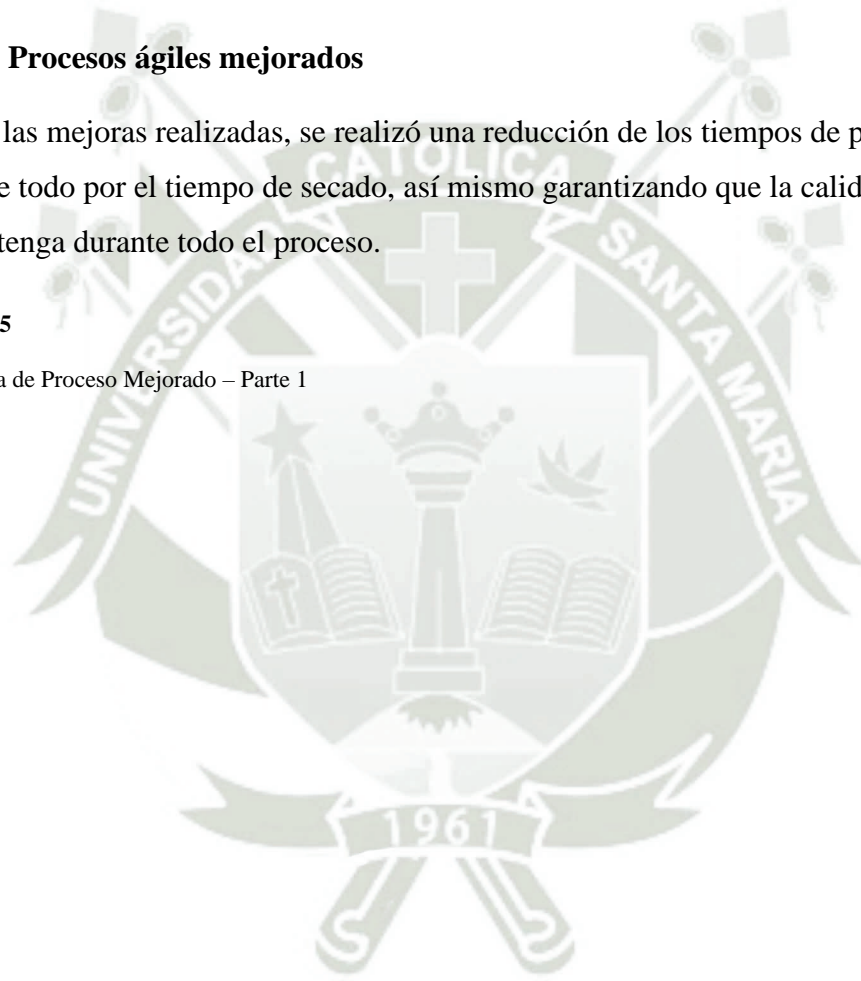 Procesos ágiles mejorados
las mejoras realizadas, se realizó una reducción de los tiempos de p
e todo por el tiempo de secado, así mismo garantizando que la calid
tenga durante todo el proceso.
5
a de Proceso Mejorado – Parte 1
UNIVERSIDAD CATOLICA SANTA MARIA
1961